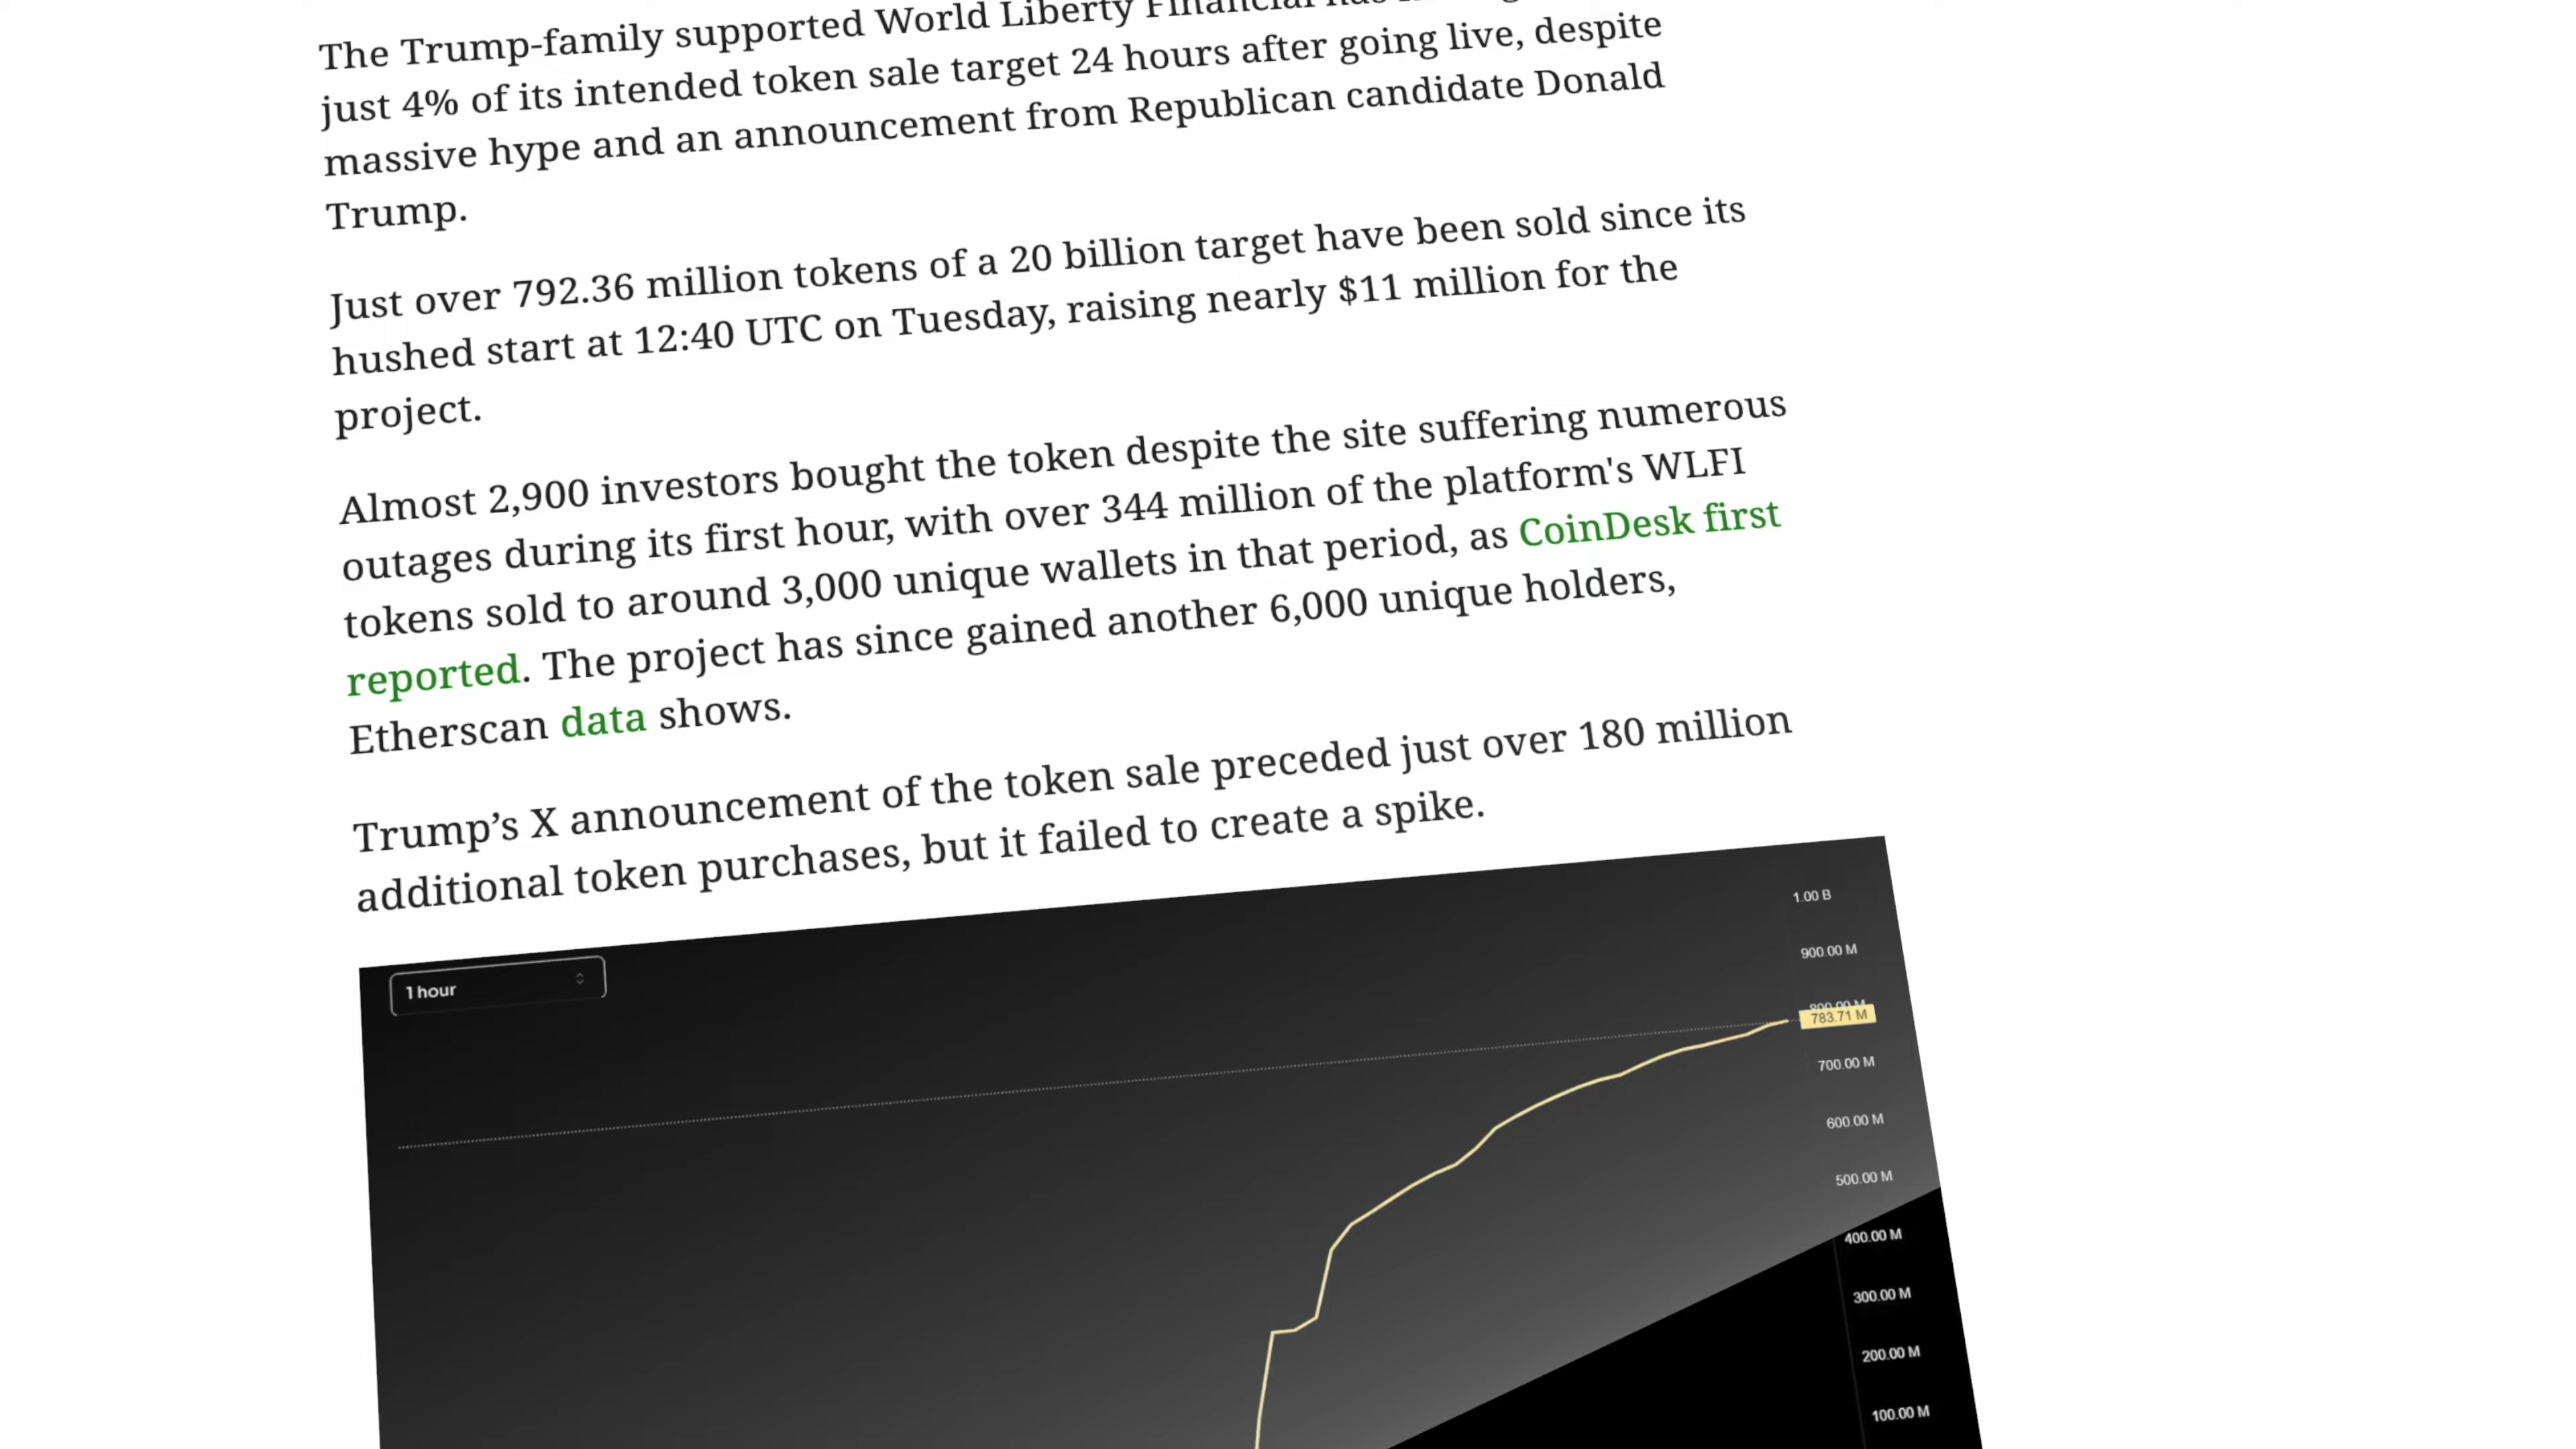 The Trump-family supported World Liberty Financial has
just 4% of its intended token sale target 24 hours after going live, despite
massive hype and an announcement from Republican candidate Donald
Trump.
Just over 792.36 million tokens of a 20 billion target have been sold since its
hushed start at 12:40 UTC on Tuesday, raising nearly $11 million for the
project.
Almost 2,900 investors bought the token despite the site suffering numerous
outages during its first hour, with over 344 million of the platform's WLFI
tokens sold to around 3,000 unique wallets in that period, as CoinDesk first
reported. The project has since gained another 6,000 unique holders,
Etherscan data shows.
Trump’s X announcement of the token sale preceded just over 180 million
additional token purchases, but it failed to create a spike.
1 hour
1.00 B
900.00 M
800.00 M
783.71 M
700.00 M
600.00 M
500.00 M
400.00 M
300.00 M
200.00 M
100.00 M